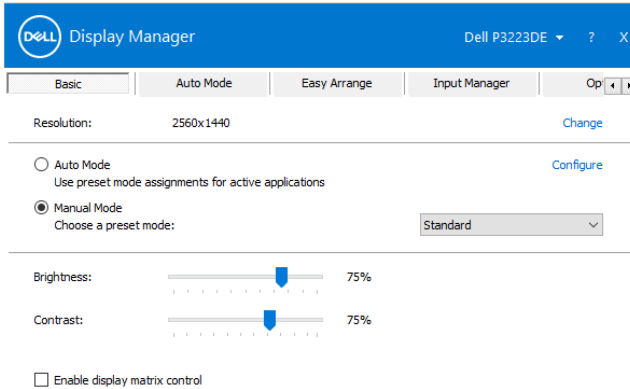 DELL Display Manager Dell P3223DE ? X
Basic Auto Mode Easy Arrange Input Manager Op
Resolution: 2560x1440 Change
Auto Mode Configure
Use preset mode assignments for active applications
Manual Mode
Choose a preset mode: Standard
Brightness: 75%
Contrast: 75%
Enable display matrix control